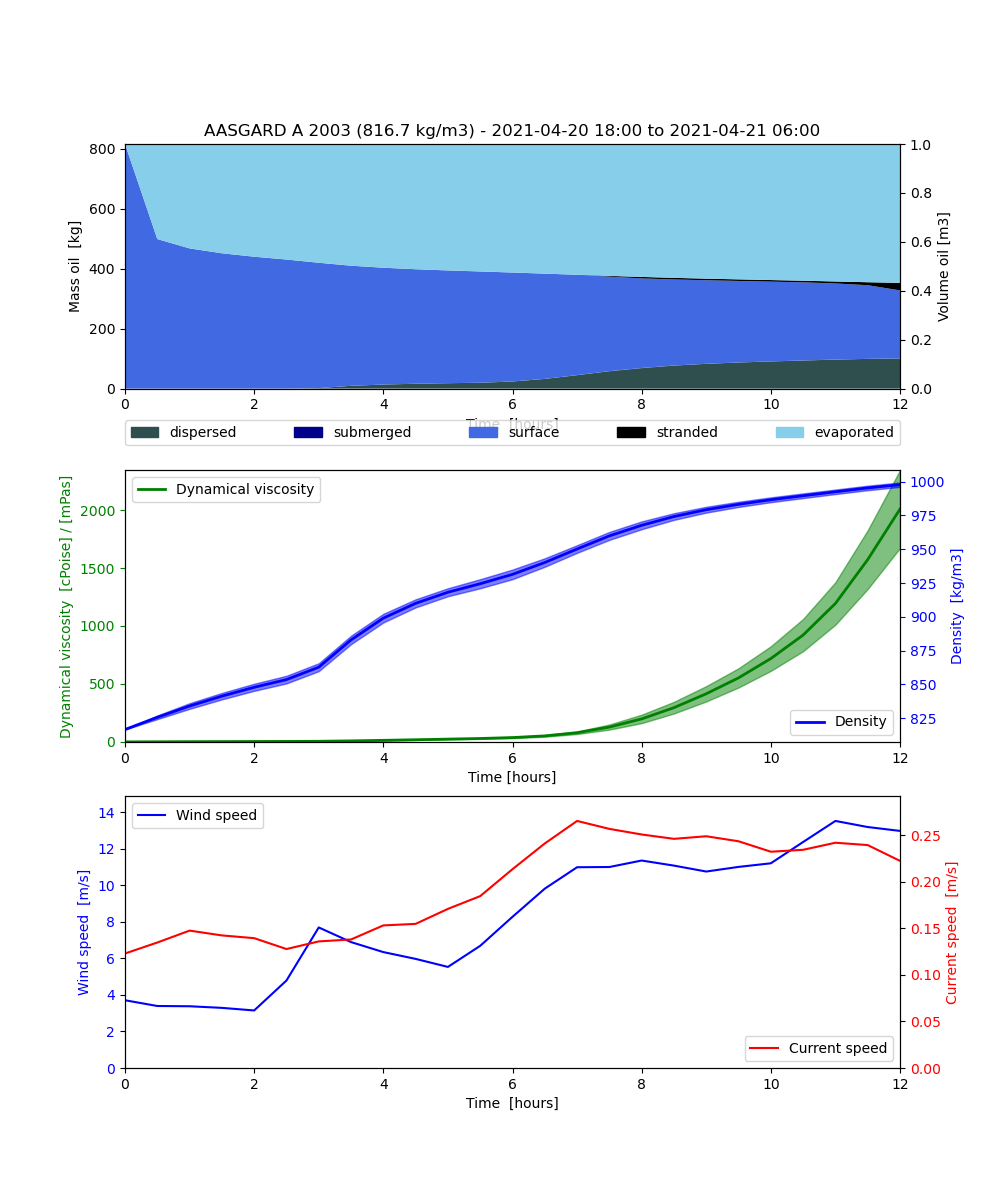 AASGARD A 2003 (816.7 kg/m3) - 2021-04-20 18:00 to 2021-04-21 06:00
Mass oil [kg]
800
600
400
200
0
Volume oil [m3]
1.0
0.8
0.6
0.4
0.2
0.0
0 2 4 6 8 10 12
Time [hours]
dispersed submerged surface stranded evaporated
Dynamical viscosity
Dynamical viscosity [cPoise] / [mPas]
2000
1500
1000
500
0
Density [kg/m3]
1000
975
950
925
900
875
850
825
Density
0 2 4 6 8 10 12
Time [hours]
Wind speed
Wind speed [m/s]
14
12
10
8
6
4
2
0
Current speed [m/s]
0.25
0.20
0.15
0.10
0.05
0.00
Current speed
0 2 4 6 8 10 12
Time [hours]